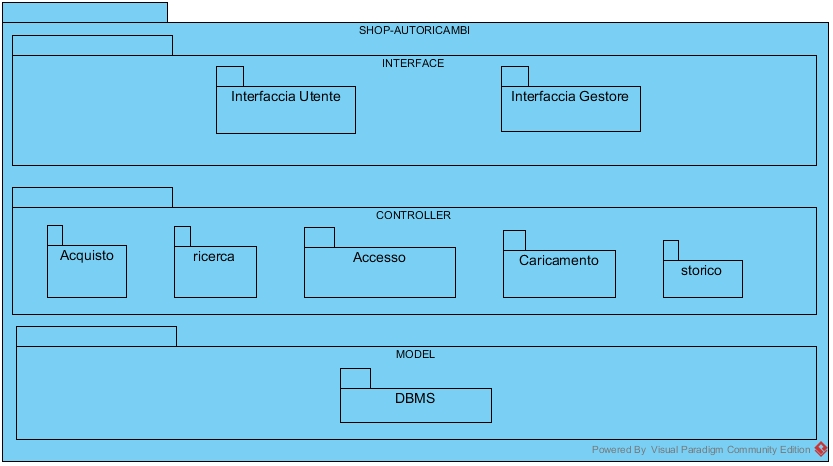 SHOP-AUTORICAMBI
INTERFACE
Interfaccia Utente
Interfaccia Gestore
CONTROLLER
Acquisto
ricerca
Accesso
Caricamento
storico
MODEL
DBMS
Powered By Visual Paradigm Community Edition